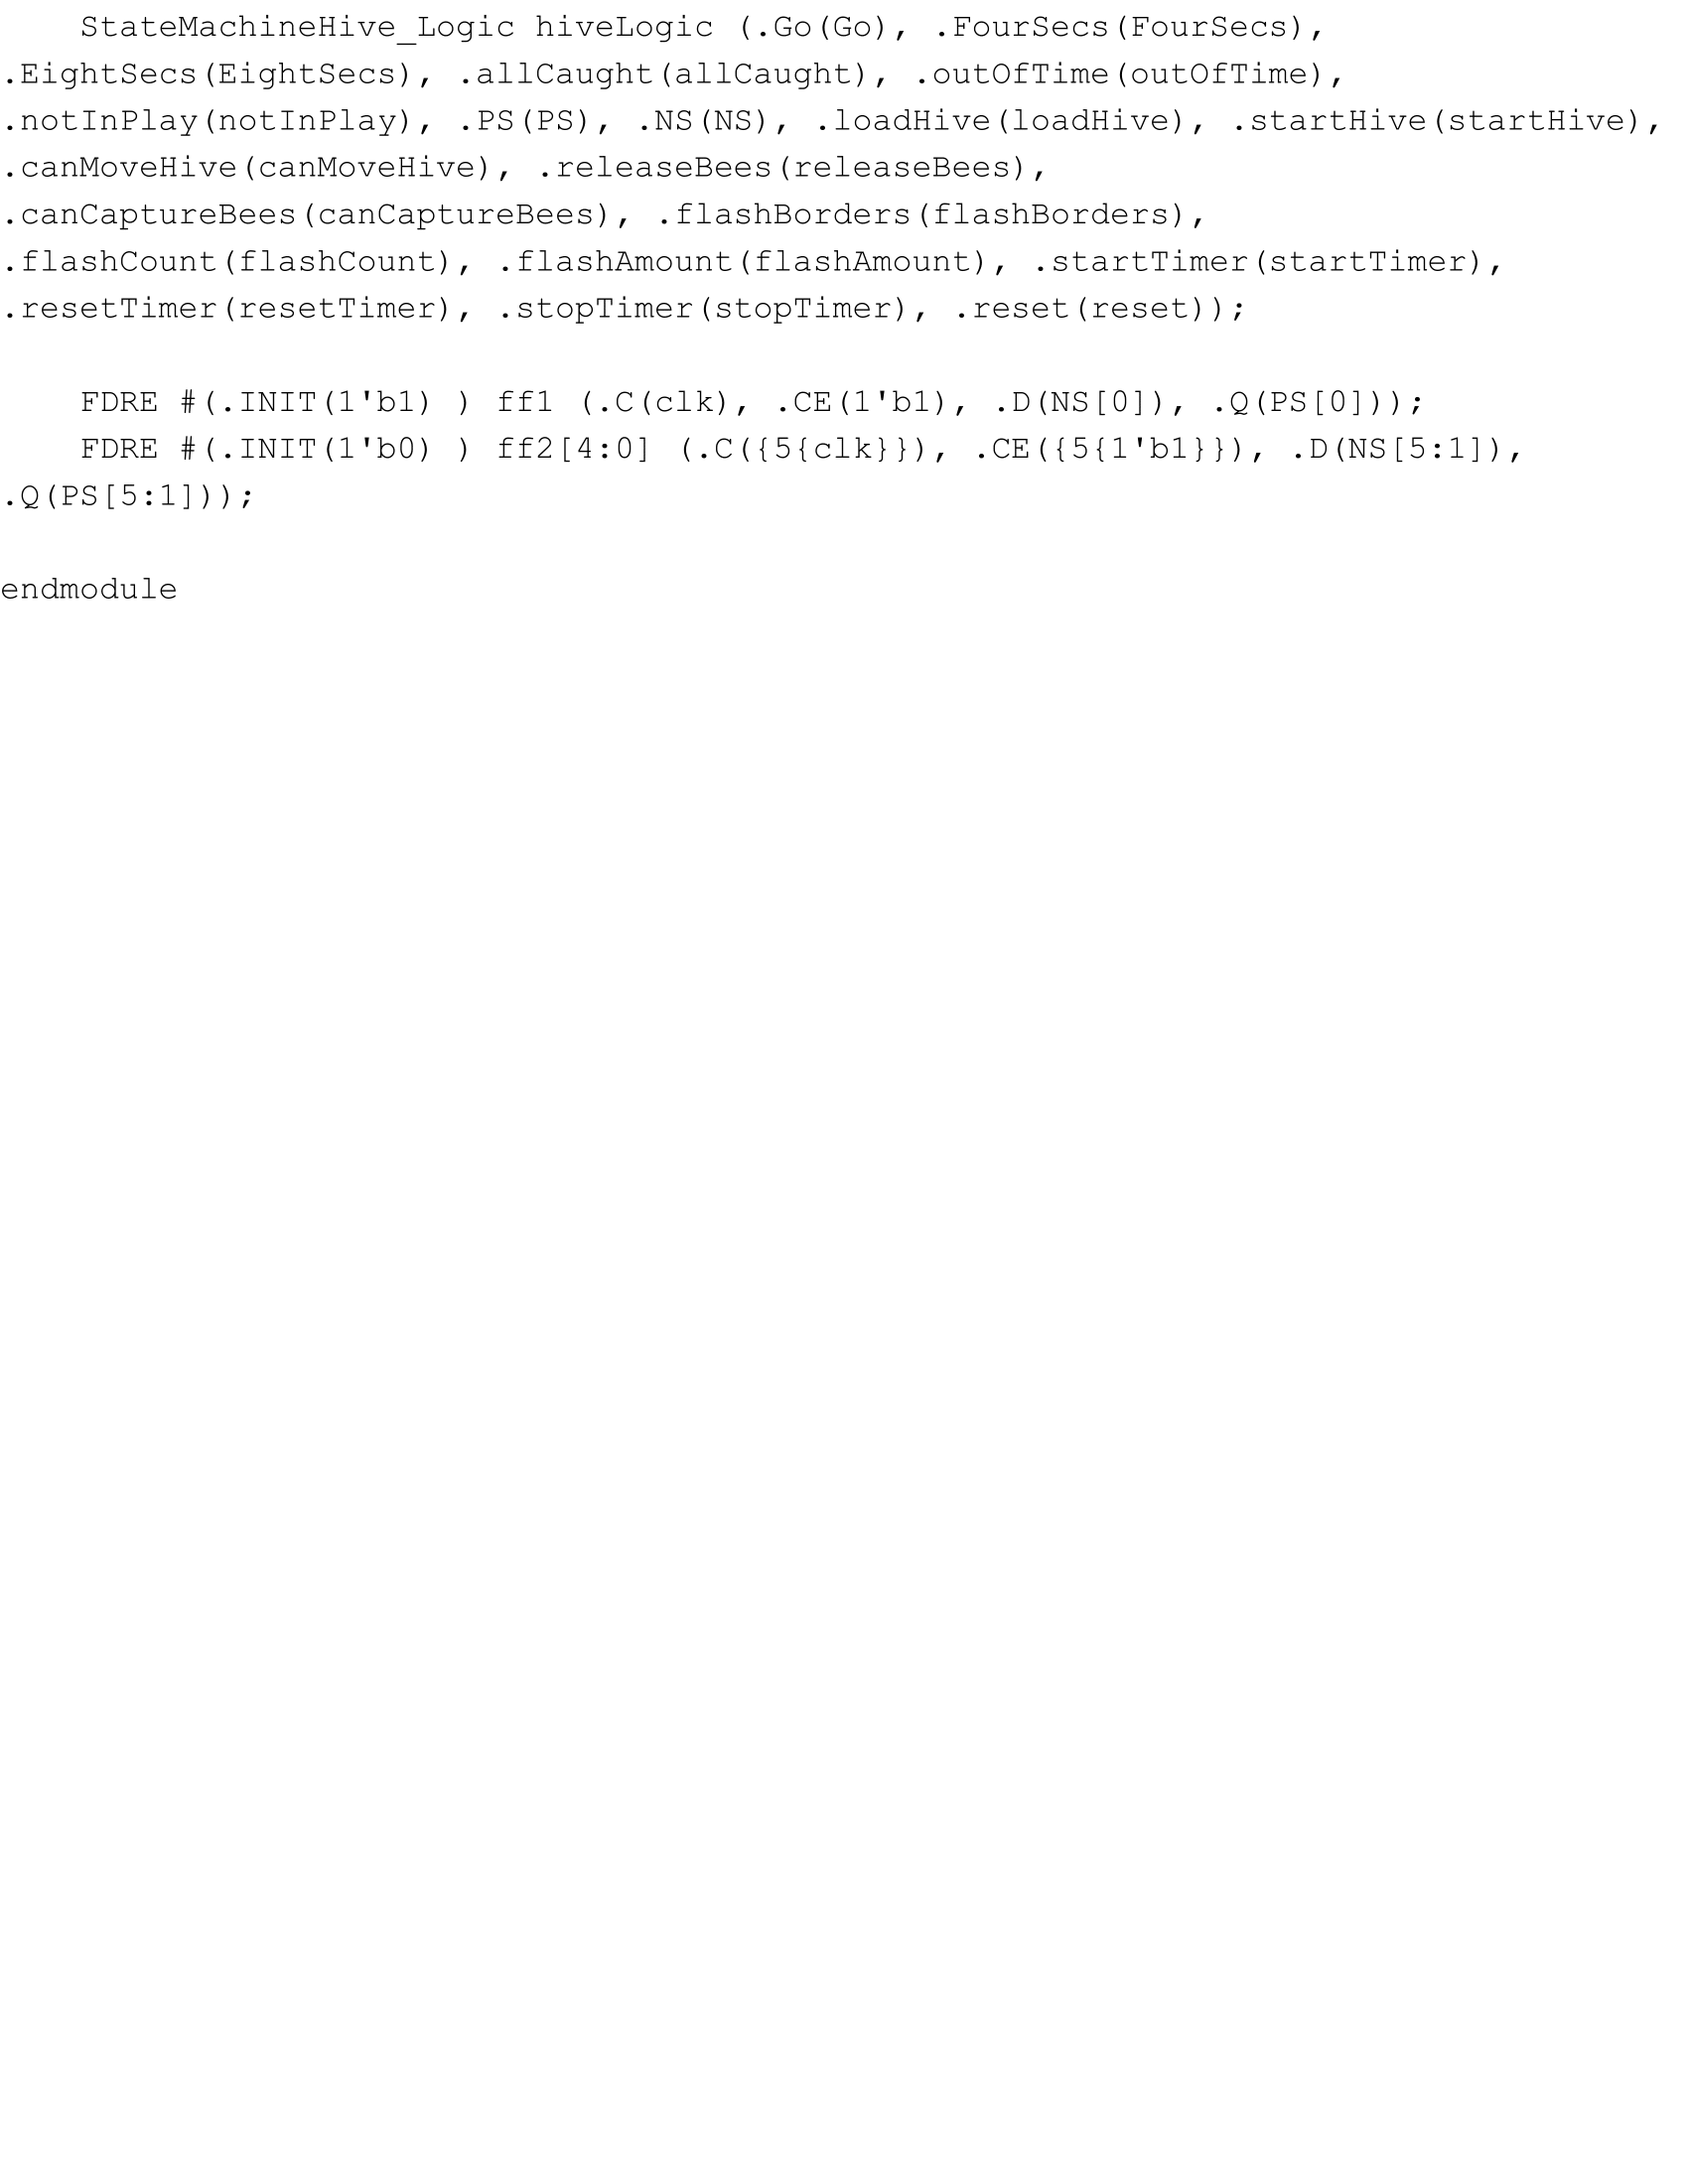 StateMachineHive_Logic hiveLogic (.Go(Go), .FourSecs(FourSecs),
.EightSecs(EightSecs), .allCaught(allCaught), .outOfTime(outOfTime),
.notInPlay(notInPlay), .PS(PS), .NS(NS), .loadHive(loadHive), .startHive(startHive),
.canMoveHive(canMoveHive), .releaseBees(releaseBees),
.canCaptureBees(canCaptureBees), .flashBorders(flashBorders),
.flashCount(flashCount), .flashAmount(flashAmount), .startTimer(startTimer),
.resetTimer(resetTimer), .stopTimer(stopTimer), .reset(reset));

    FDRE #(.INIT(1'b1) ) ff1 (.C(clk), .CE(1'b1), .D(NS[0]), .Q(PS[0]));
    FDRE #(.INIT(1'b0) ) ff2[4:0] (.C({5{clk}}), .CE({5{1'b1}}), .D(NS[5:1]),
.Q(PS[5:1]));

endmodule